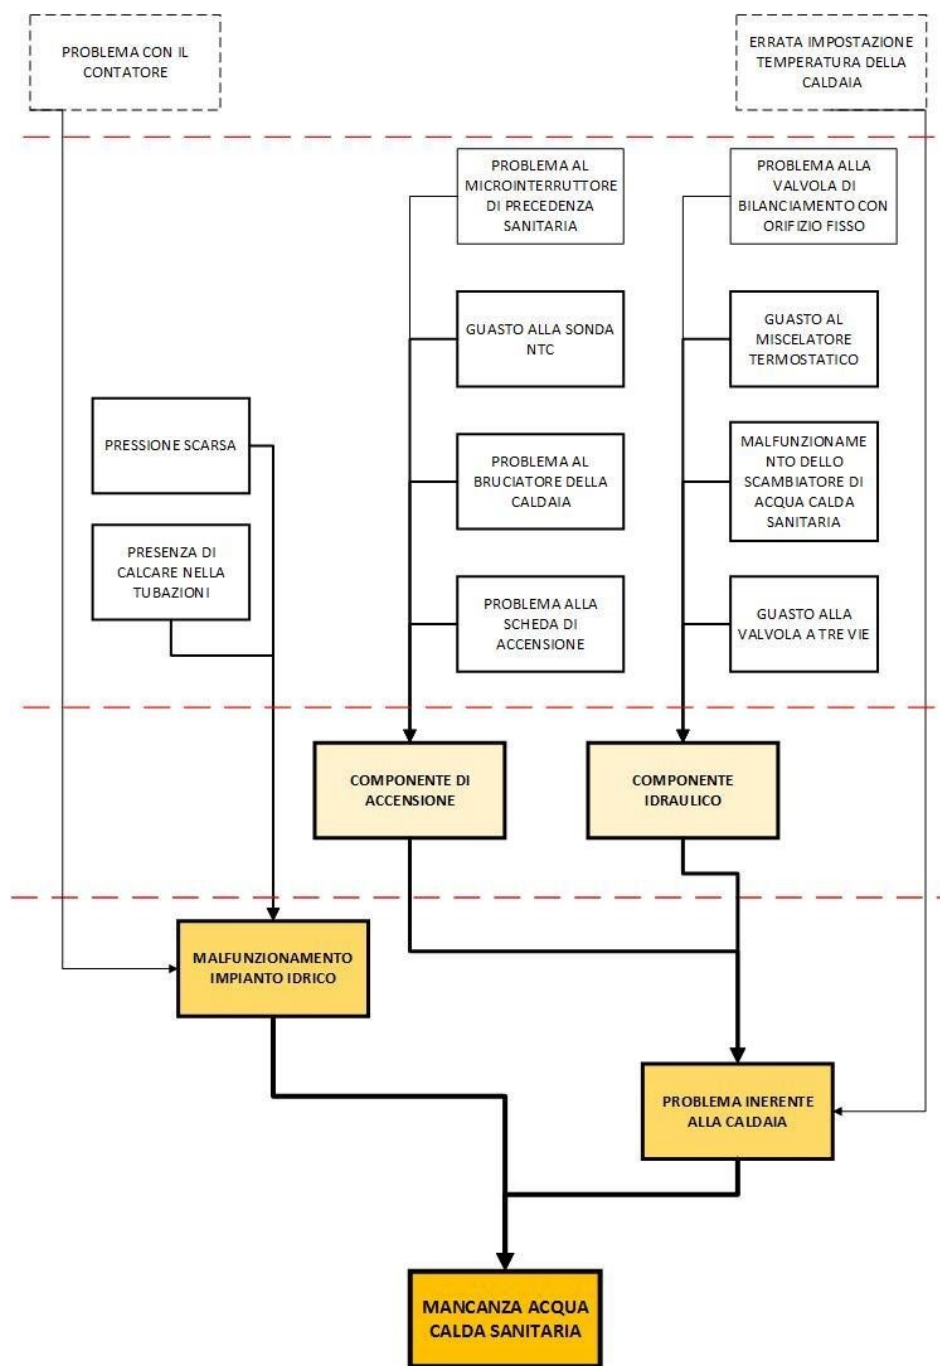 PROBLEMA CON IL
CONTATORE
ERRATA IMPOSTAZIONE
TEMPERATURA DELLA
CALDAIA
PROBLEMA AL
MICROINTERRUTTORE
DI PRECEDENZA
SANITARIA
PROBLEMA ALLA
VALVOLA DI
BILANCIAMENTO CON
ORIFIZIO FISSO
GUASTO ALLA SONDA
NTC
GUASTO AL
MISCELATORE
TERMOSTATICO
PRESSIONE SCARSA
PROBLEMA AL
BRUCIATORE DELLA
CALDAIA
MALFUNZIONAME
NTO DELLO
SCAMBIATORE DI
ACQUA CALDA
SANITARIA
PRESENZA DI
CALCARE NELLA
TUBAZIONI
PROBLEMA ALLA
SCHEDA DI
ACCENSIONE
GUASTO ALLA
VALVOLA A TRE VIE
COMPONENTE DI
ACCENSIONE
COMPONENTE
IDRAULICO
MALFUNZIONAMENTO
IMPIANTO IDRICO
PROBLEMA INERENTE
ALLA CALDAIA
MANCANZA ACQUA
CALDA SANITARIA